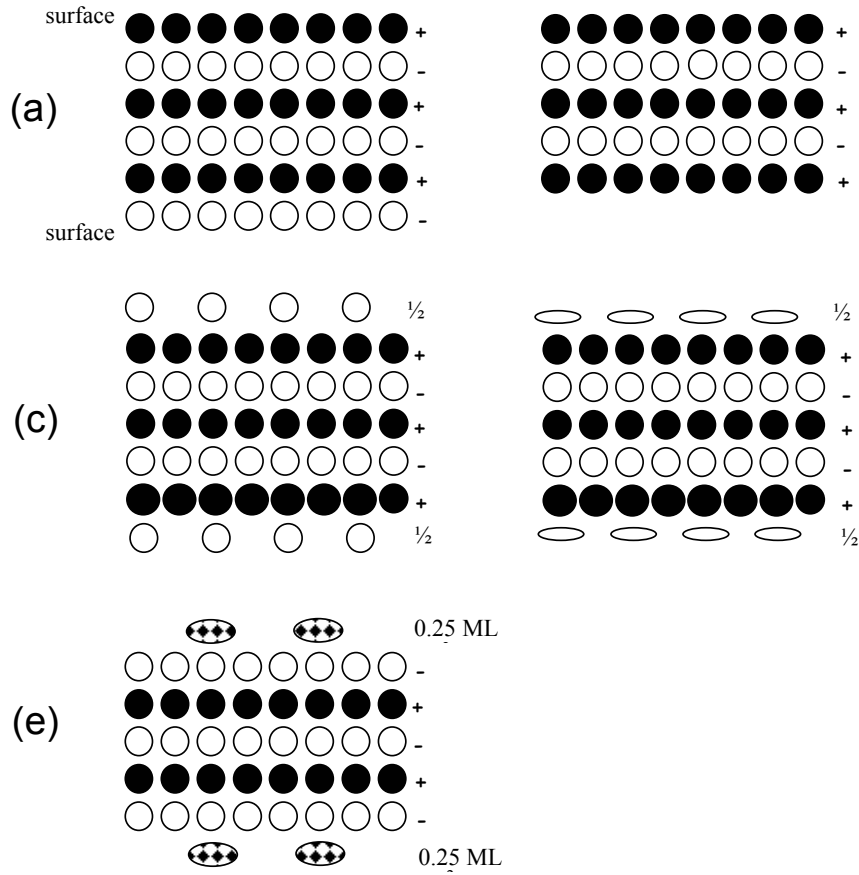 surface + +
- -
(a) + +
- -
+ +
-
surface
½ ½
+ +
- -
(c) + +
- -
+ +
½ ½
0.25 ML
-
+
(e) -
+
-
0.25 ML